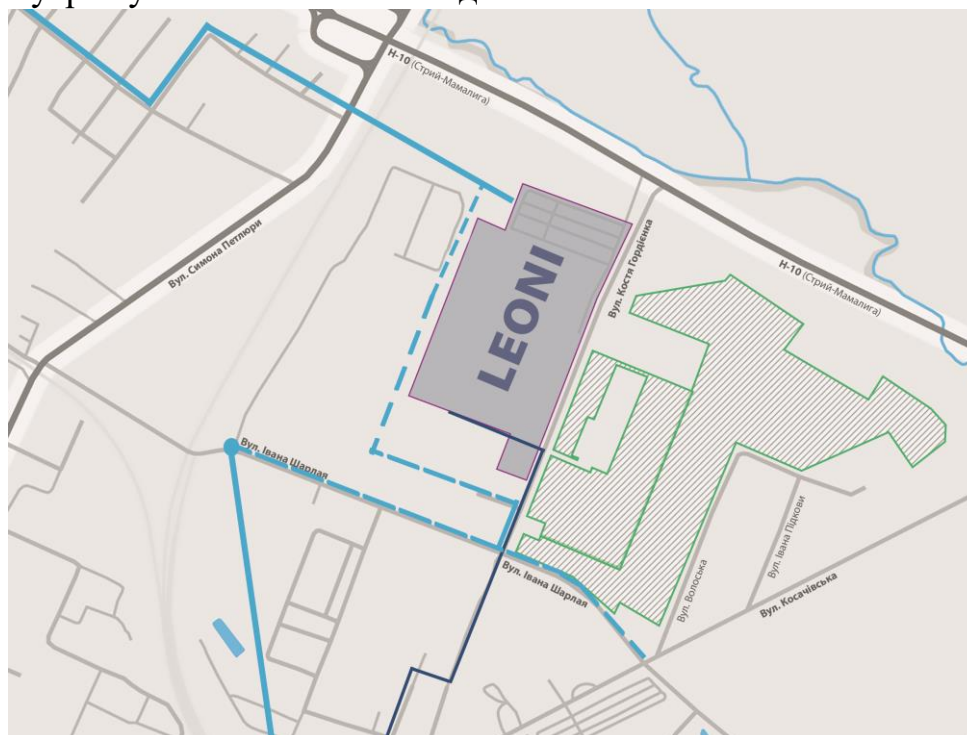 Н-10 (Стрий-Мамалига)
Вул. Симона Петлюри
LEONI
Вул. Костя Гордієнка
Н-10 (Стрий-Мамалига)
Вул. Івана Шарлая
Вул. Івана Шарлая
Вул. Волоська
Вул. Івана Підкови
Вул. Косачівська